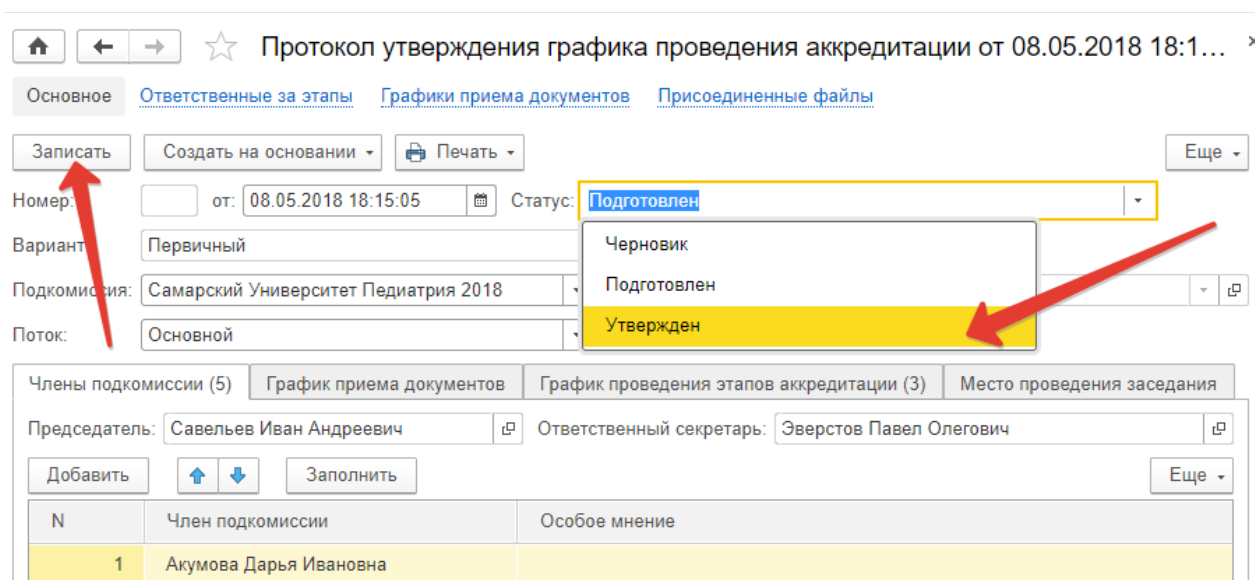 Протокол утверждения графика проведения аккредитации от 08.05.2018 18:1...
Основное Ответственные за этапы Графики приема документов Присоединенные файлы
Записать Создать на основании Печать Еще
Номер: от: 08.05.2018 18:15:05 Статус: Подготовлен
Черновик
Вариант Первичный
Подготовлен
Подкомиссия: Самарский Университет Педиатрия 2018
Утвержден
Поток: Основной
Члены подкомиссии (5) График приема документов График проведения этапов аккредитации (3) Место проведения заседания
Председатель: Савельев Иван Андреевич Ответственный секретарь: Эверстов Павел Олегович
Добавить Заполнить Еще
N Член подкомиссии Особое мнение
1 Акумова Дарья Ивановна